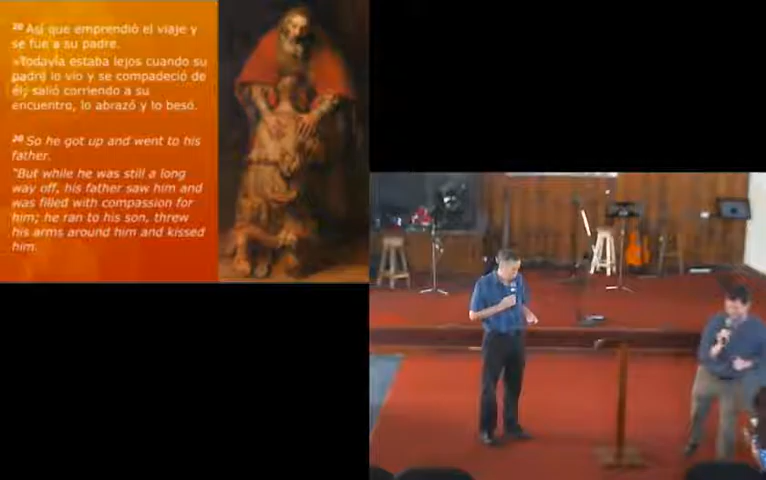 20 Así que emprendió el viaje y
se fue a su padre.
»Todavía estaba lejos cuando su
padre lo vio y se compadeció de
él; salió corriendo a su
encuentro, lo abrazó y lo besó.
20 So he got up and went to his
father.
"But while he was still a long
way off, his father saw him and
was filled with compassion for
him; he ran to his son, threw
his arms around him and kissed
him.